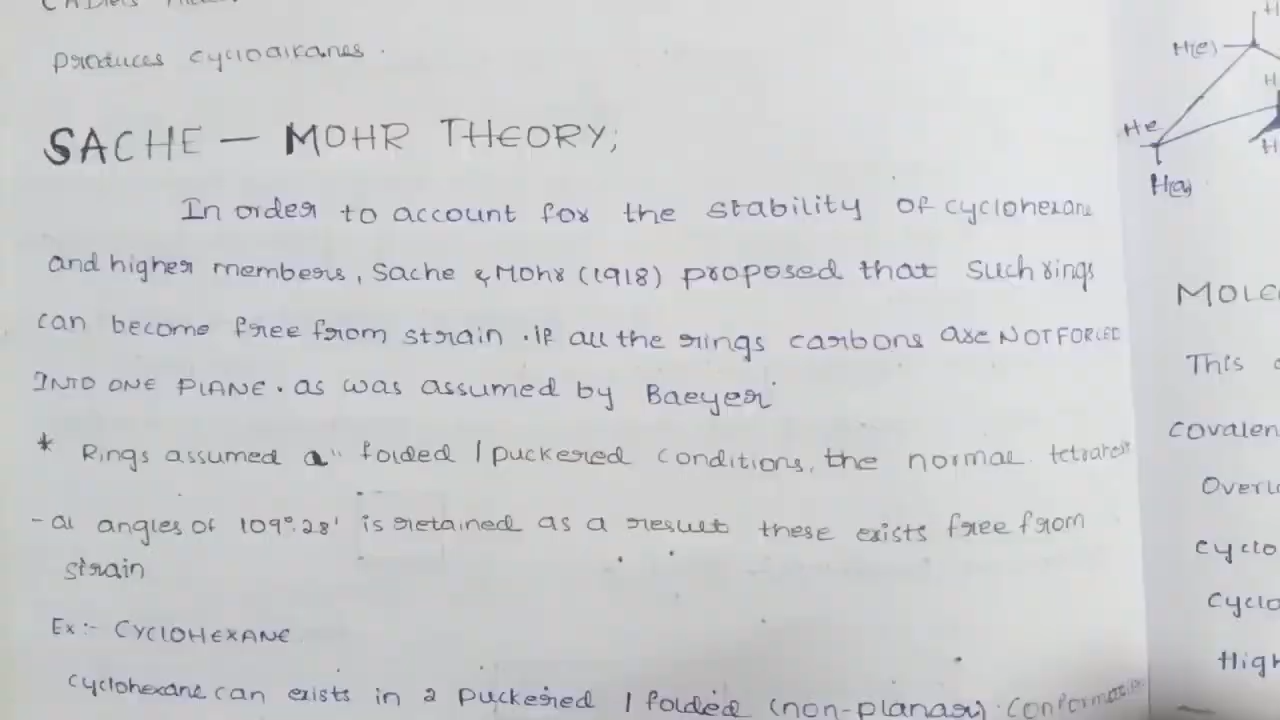 produces cycloalkanes.
SACHE – MOHR THEORY;
In order to account for the stability of cyclohexane
and higher members, Sache & Mohr (1918) proposed that such rings
can become free from strain. if all the rings carbons are NOT FORCED
INTO ONE PLANE. as was assumed by Baeyer
* Rings assumed a" folded / puckered conditions, the normal tetrahedr
-al angles of 109°.28' is retained as a result these exists free from
strain
Ex:- CYCLOHEXANE
cyclohexane can exists in 2 puckered / folded (non-planar) conformation
H(e)
H
He
H
H(a)
MOLE
This
covalen
Overl
cyclo
cyclo
High